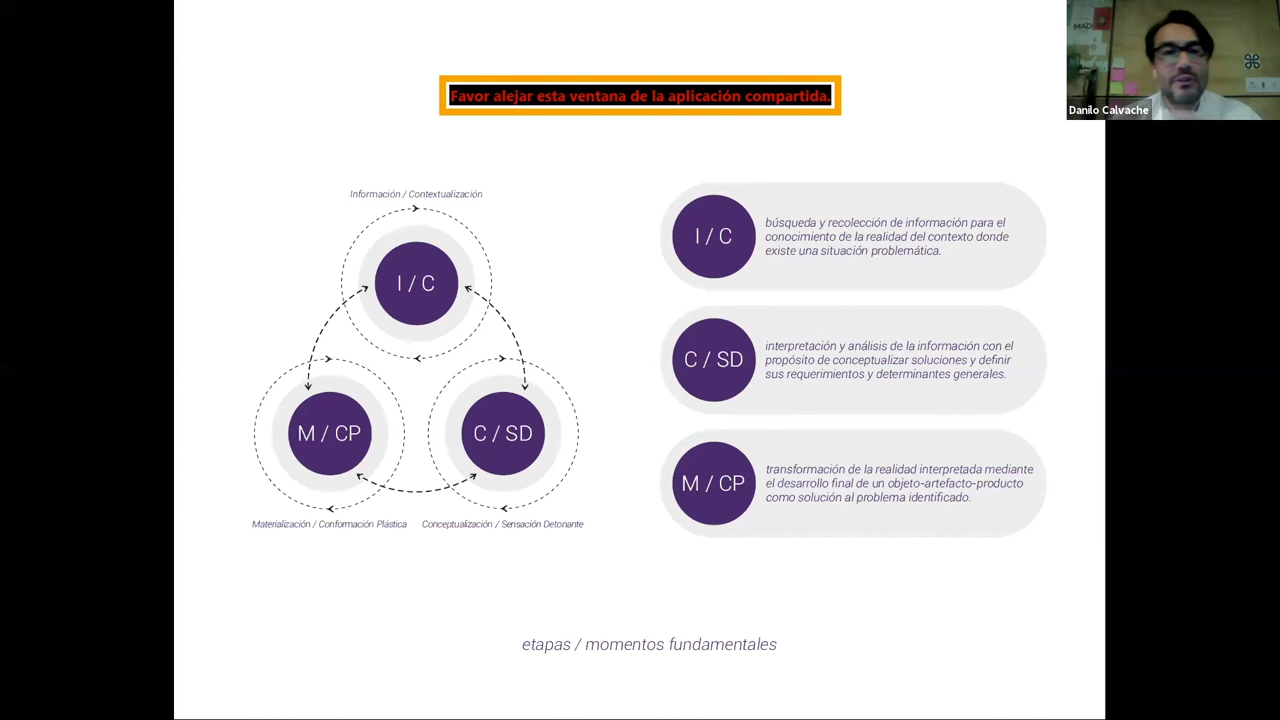 Favor alejar esta ventana de la aplicación compartida.
MAD
Danilo Calvache
Información / Contextualización
I / C
M / CP
C / SD
Materialización / Conformación Plástica
Conceptualización / Sensación Detonante
I / C
búsqueda y recolección de información para el
conocimiento de la realidad del contexto donde
existe una situación problemática.
C / SD
interpretación y análisis de la información con el
propósito de conceptualizar soluciones y definir
sus requerimientos y determinantes generales.
M / CP
transformación de la realidad interpretada mediante
el desarrollo final de un objeto-artefacto-producto
como solución al problema identificado.
etapas / momentos fundamentales